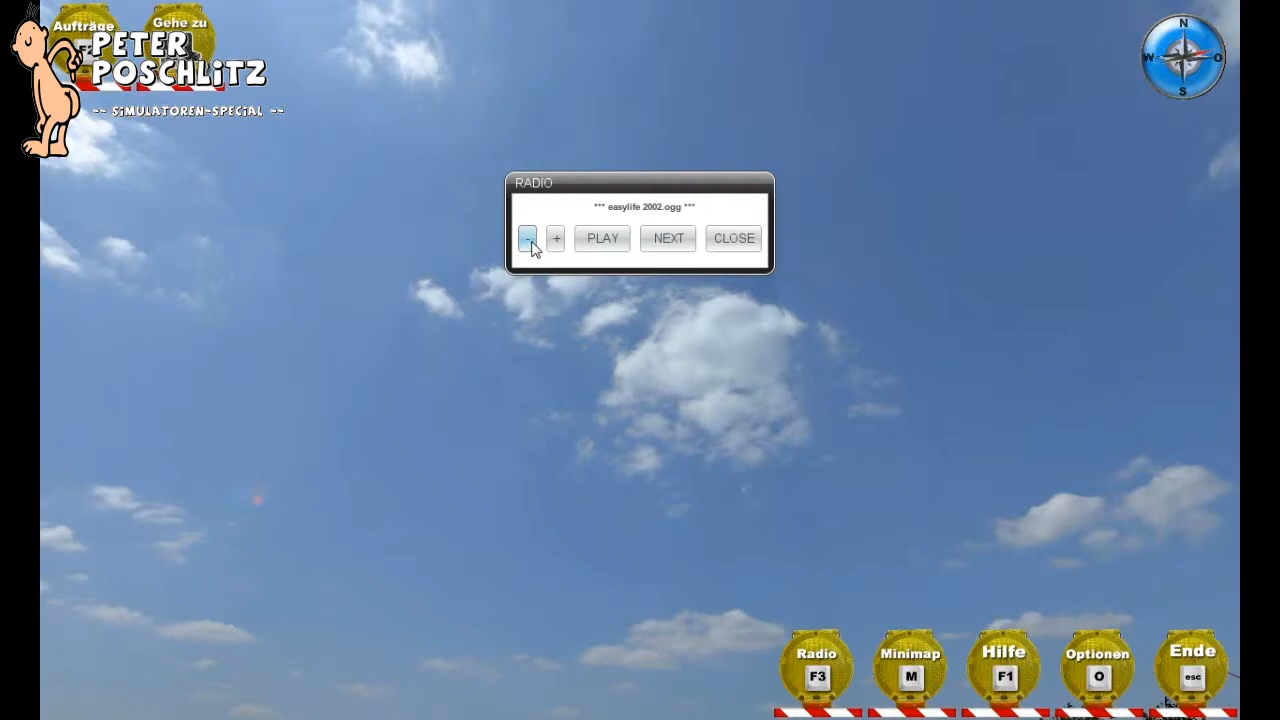 Aufträge
Gehe zu
PETER
POSCHLiTZ
-- SiMULATOREN-SPECiAL --
N
W
O
S
RADIO
*** easylife 2002.ogg ***
-
+
PLAY
NEXT
CLOSE
Radio
F3
Minimap
M
Hilfe
F1
Optionen
O
Ende
esc